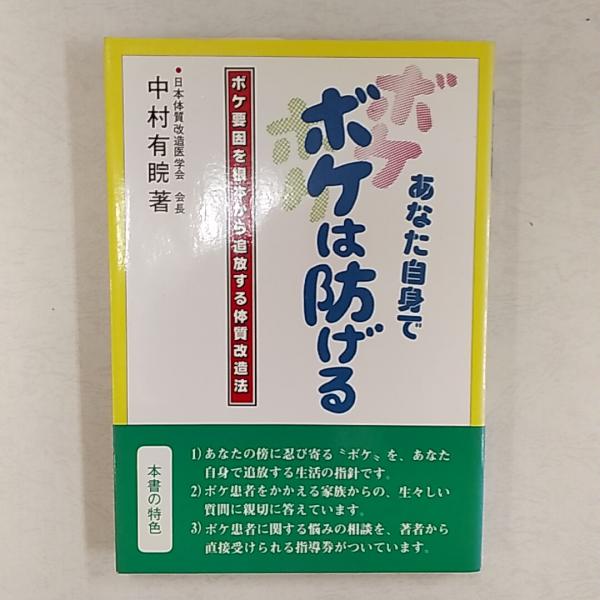 あなた自身で
ボケ
ボケ
ボケは防げる
ボケ要因を根本から追放する体質改造法
•日本体質改造医学会 会長
中村有睆 著
本書の特色
1)あなたの傍に忍び寄る〝ボケ〟を、あなた
自身で追放する生活の指針です。
2)ボケ患者をかかえる家族からの、生々しい
質問に親切に答えています。
3)ボケ患者に関する悩みの相談を、著者から
直接受けられる指導券がついています。